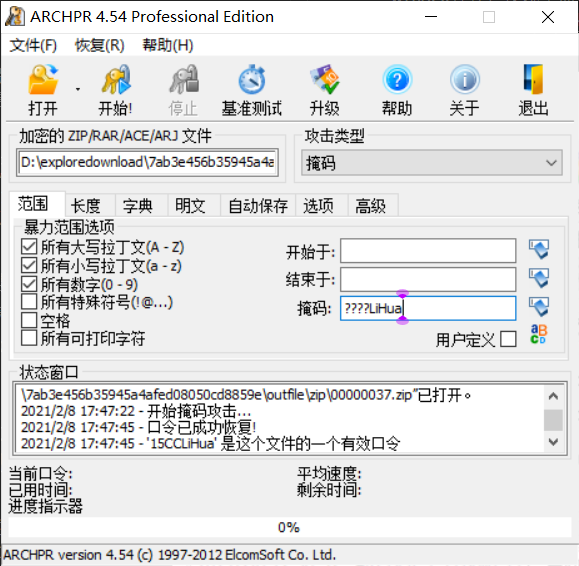 ARCHPR 4.54 Professional Edition
文件(F) 恢复(R) 帮助(H)
打开 开始! 停止 基准测试 升级 帮助 关于 退出
加密的 ZIP/RAR/ACE/ARJ 文件
D:\exploredownload\7ab3e456b35945a4a
攻击类型
掩码
范围 长度 字典 明文 自动保存 选项 高级
暴力范围选项
所有大写拉丁文(A - Z)
所有小写拉丁文(a - z)
所有数字(0 - 9)
所有特殊符号(!@...)
空格
所有可打印字符
开始于:
结束于:
掩码: ????LiHua
用户定义
状态窗口
\7ab3e456b35945a4afed08050cd8859e\outfile\zip\00000037.zip"已打开。
2021/2/8 17:47:22 - 开始掩码攻击...
2021/2/8 17:47:45 - 口令已成功恢复!
2021/2/8 17:47:45 - '15CCLiHua' 是这个文件的一个有效口令
当前口令: 平均速度:
已用时间: 剩余时间:
进度指示器
0%
ARCHPR version 4.54 (c) 1997-2012 ElcomSoft Co. Ltd.